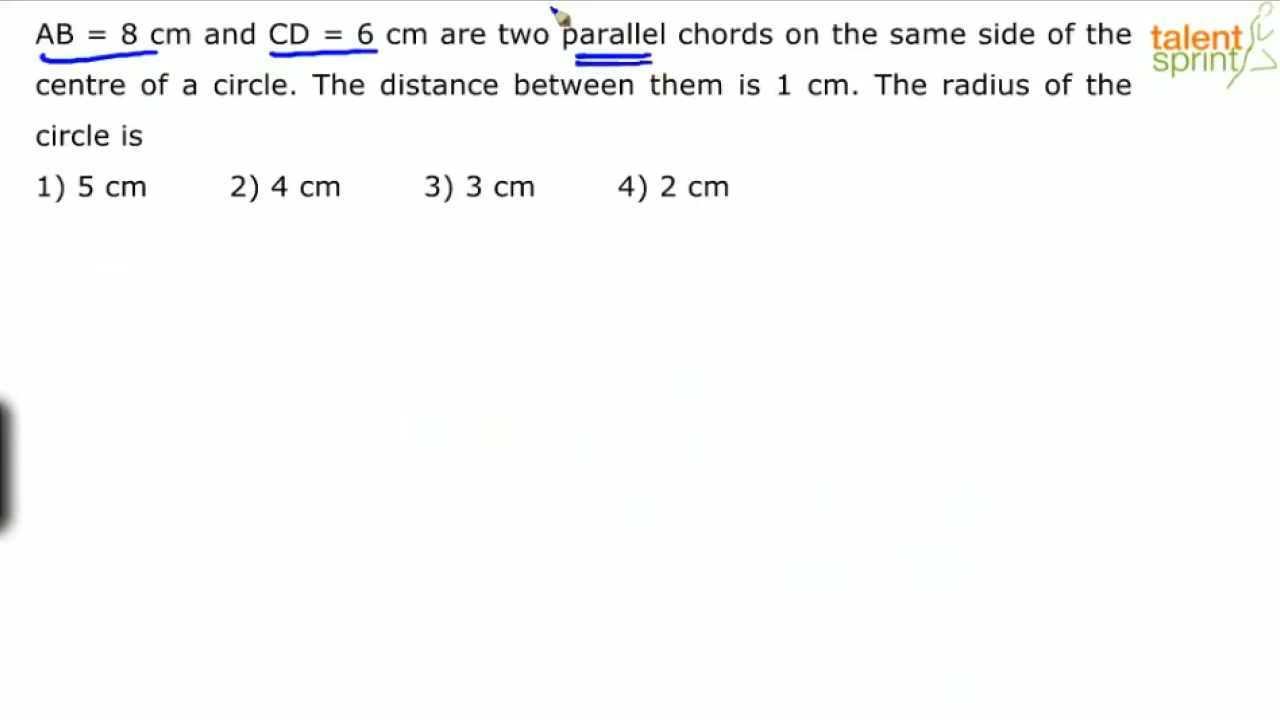 AB = 8 cm and CD = 6 cm are two parallel chords on the same side of the
centre of a circle. The distance between them is 1 cm. The radius of the
circle is
1) 5 cm 2) 4 cm 3) 3 cm 4) 2 cm
talent
sprint